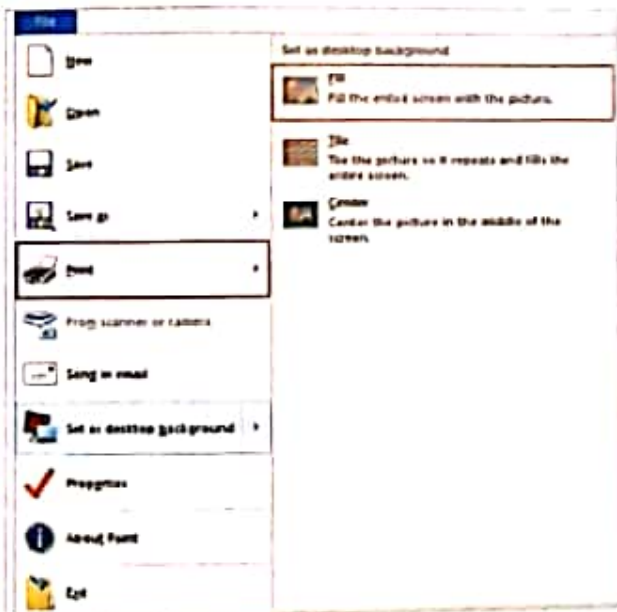 File
New
Open
Save
Save as
Print
From scanner or camera
Send in email
Set as desktop background
Properties
About Paint
Exit
Set as desktop background
Fill
Fill the entire screen with the picture.
Tile
Tile the picture so it repeats and fills the
entire screen.
Center
Center the picture in the middle of the
screen.